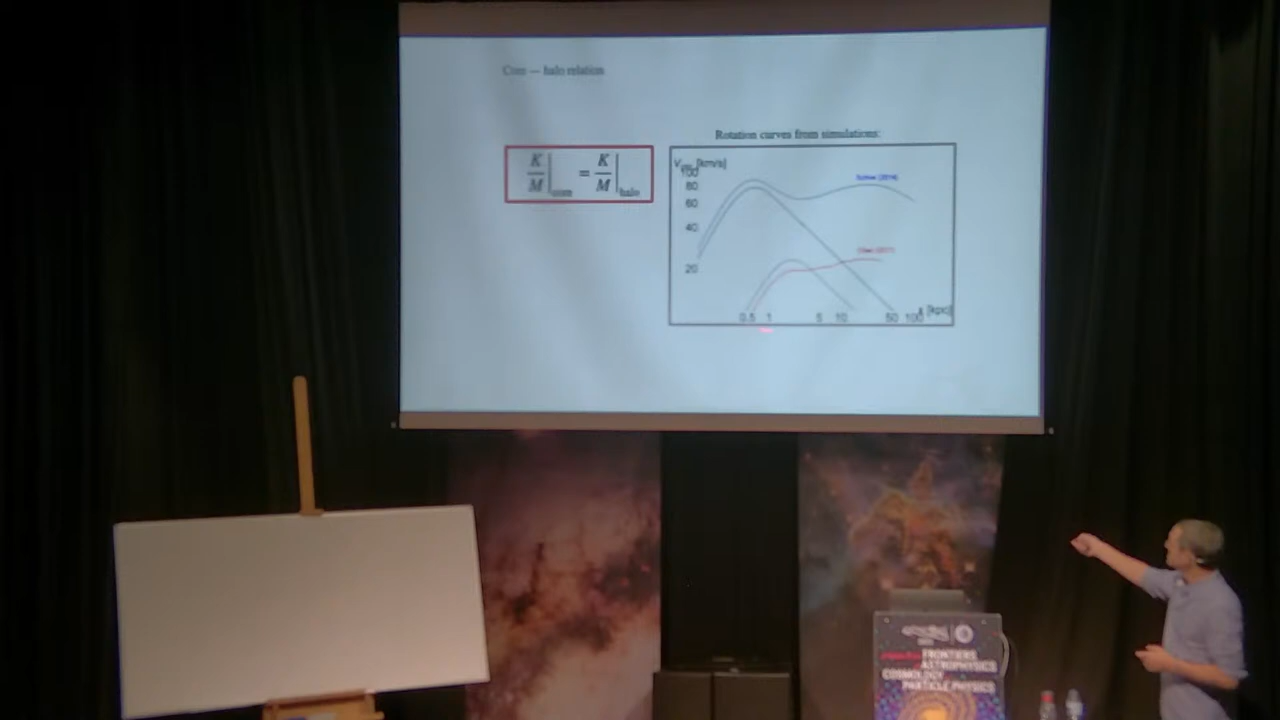 Core — halo relation
Rotation curves from simulations:
K/M|core = K/M|halo
[km/s]
100
80
60
40
20
0.5 1 5 10 50 100
[kpc]
FRONTIERS
ASTROPHYSICS
COSMOLOGY
PARTICLE PHYSICS